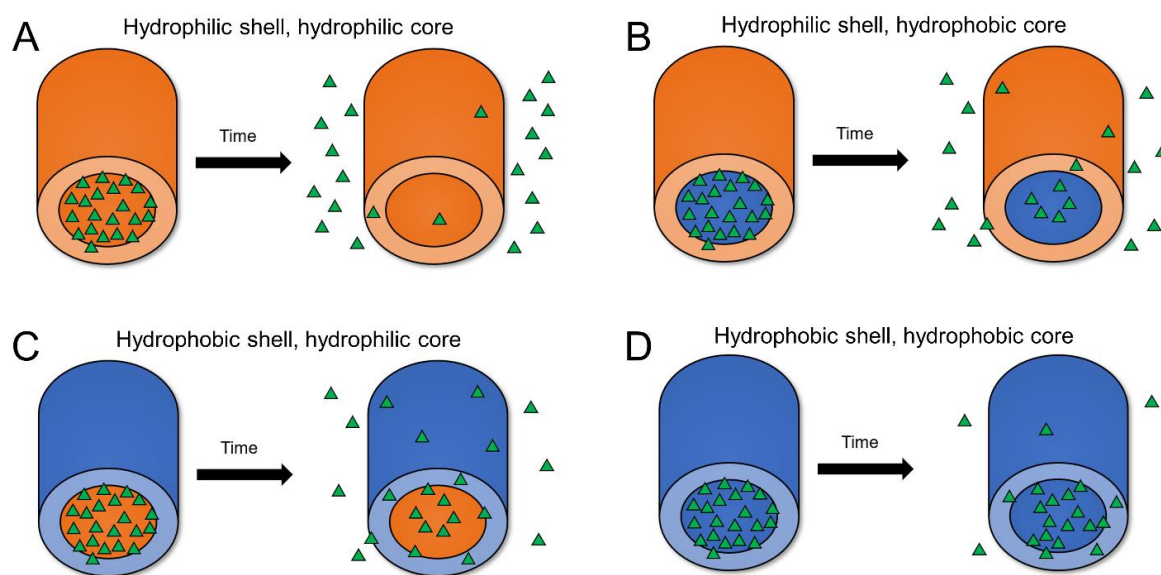 A
Hydrophilic shell, hydrophilic core
Time
B
Hydrophilic shell, hydrophobic core
Time
C
Hydrophobic shell, hydrophilic core
Time
D
Hydrophobic shell, hydrophobic core
Time